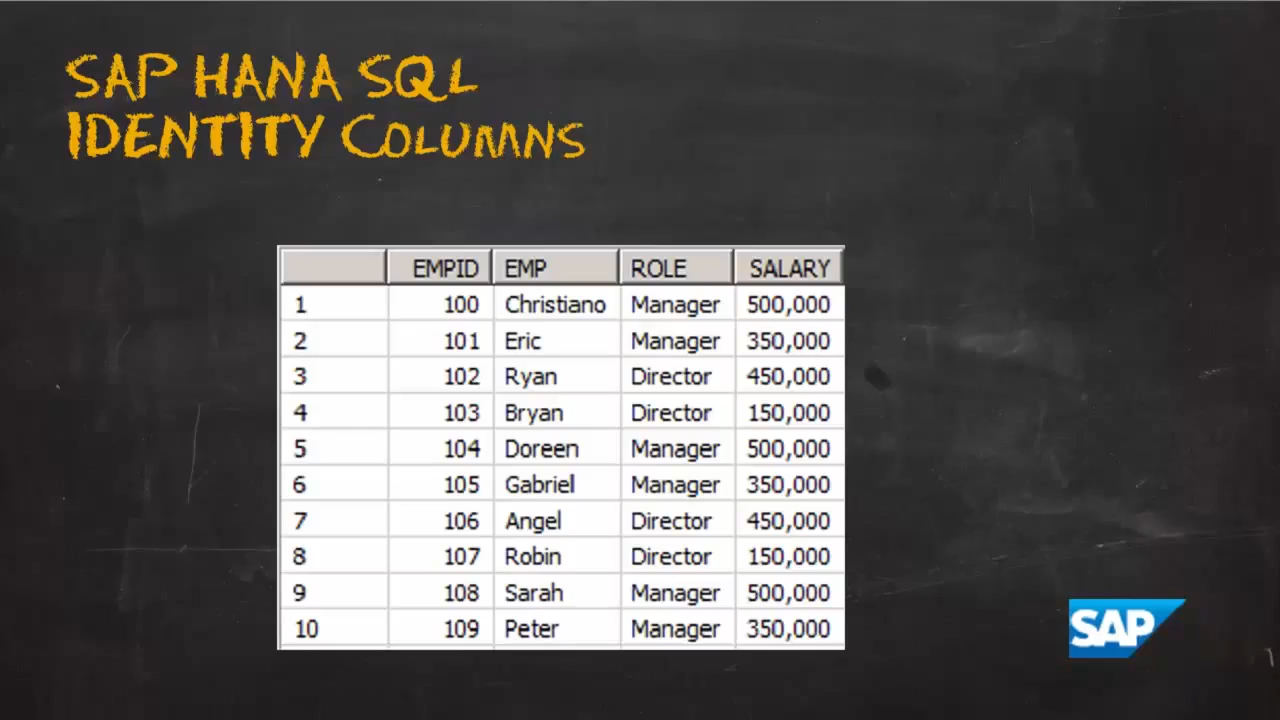 SAP HANA SQL
IDENTITY COLUMNS
EMPID EMP ROLE SALARY
1 100 Christiano Manager 500,000
2 101 Eric Manager 350,000
3 102 Ryan Director 450,000
4 103 Bryan Director 150,000
5 104 Doreen Manager 500,000
6 105 Gabriel Manager 350,000
7 106 Angel Director 450,000
8 107 Robin Director 150,000
9 108 Sarah Manager 500,000
10 109 Peter Manager 350,000
SAP